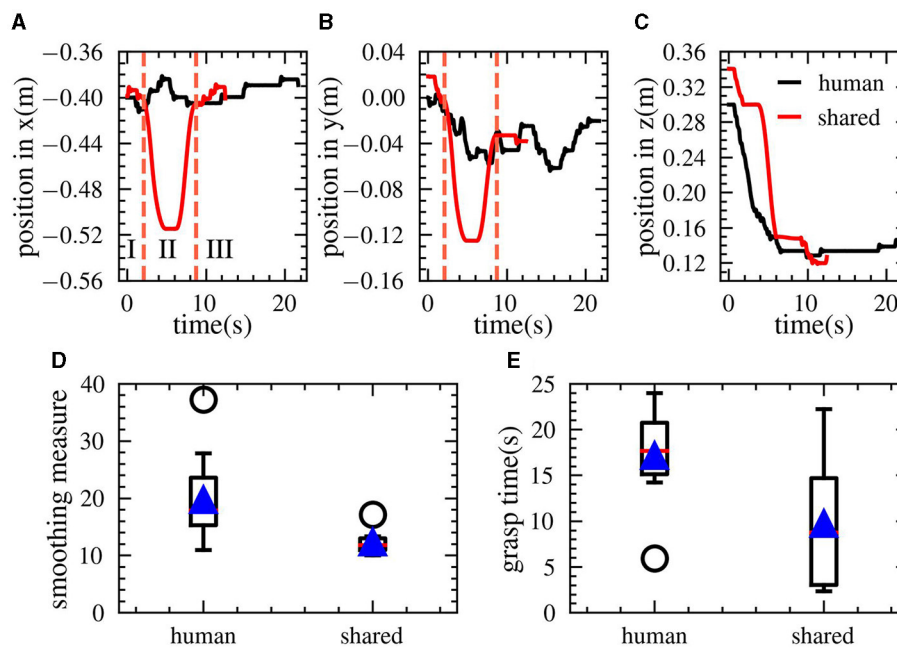 A
position in x(m)
−0.36
−0.40
−0.44
−0.48
−0.52
−0.56
I
II
III
0
10
20
time(s)
B
position in y(m)
0.04
0.00
−0.04
−0.08
−0.12
−0.16
0
10
20
time(s)
C
position in z(m)
0.36
0.32
0.28
0.24
0.20
0.16
0.12
human
shared
0
10
20
time(s)
D
smoothing measure
40
30
20
10
0
human
shared
E
grasp time(s)
25
20
15
10
5
0
human
shared